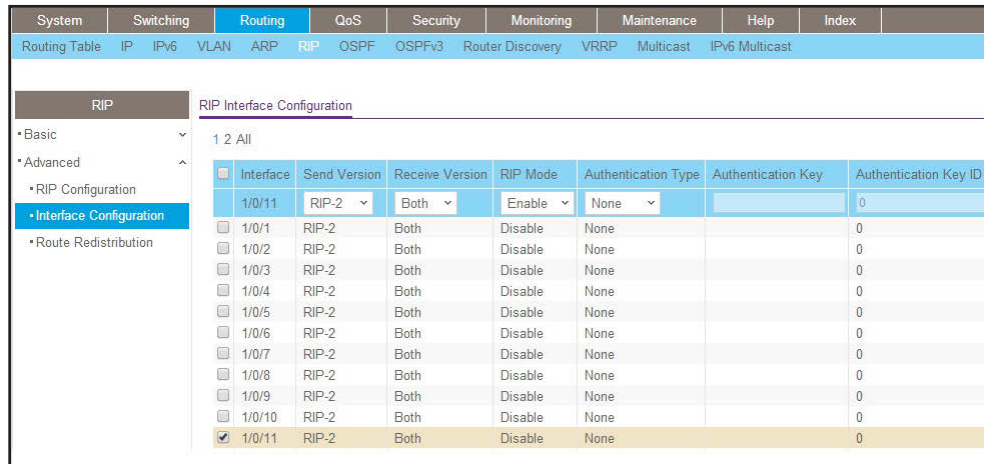 System Switching Routing QoS Security Monitoring Maintenance Help Index
Routing Table IP IPv6 VLAN ARP RIP OSPF OSPFv3 Router Discovery VRRP Multicast IPv6 Multicast
RIP
Basic
Advanced
RIP Configuration
Interface Configuration
Route Redistribution
RIP Interface Configuration
1 2 All
Interface Send Version Receive Version RIP Mode Authentication Type Authentication Key Authentication Key ID
1/0/11 RIP-2 Both Enable None 0
1/0/1 RIP-2 Both Disable None 0
1/0/2 RIP-2 Both Disable None 0
1/0/3 RIP-2 Both Disable None 0
1/0/4 RIP-2 Both Disable None 0
1/0/5 RIP-2 Both Disable None 0
1/0/6 RIP-2 Both Disable None 0
1/0/7 RIP-2 Both Disable None 0
1/0/8 RIP-2 Both Disable None 0
1/0/9 RIP-2 Both Disable None 0
1/0/10 RIP-2 Both Disable None 0
1/0/11 RIP-2 Both Disable None 0